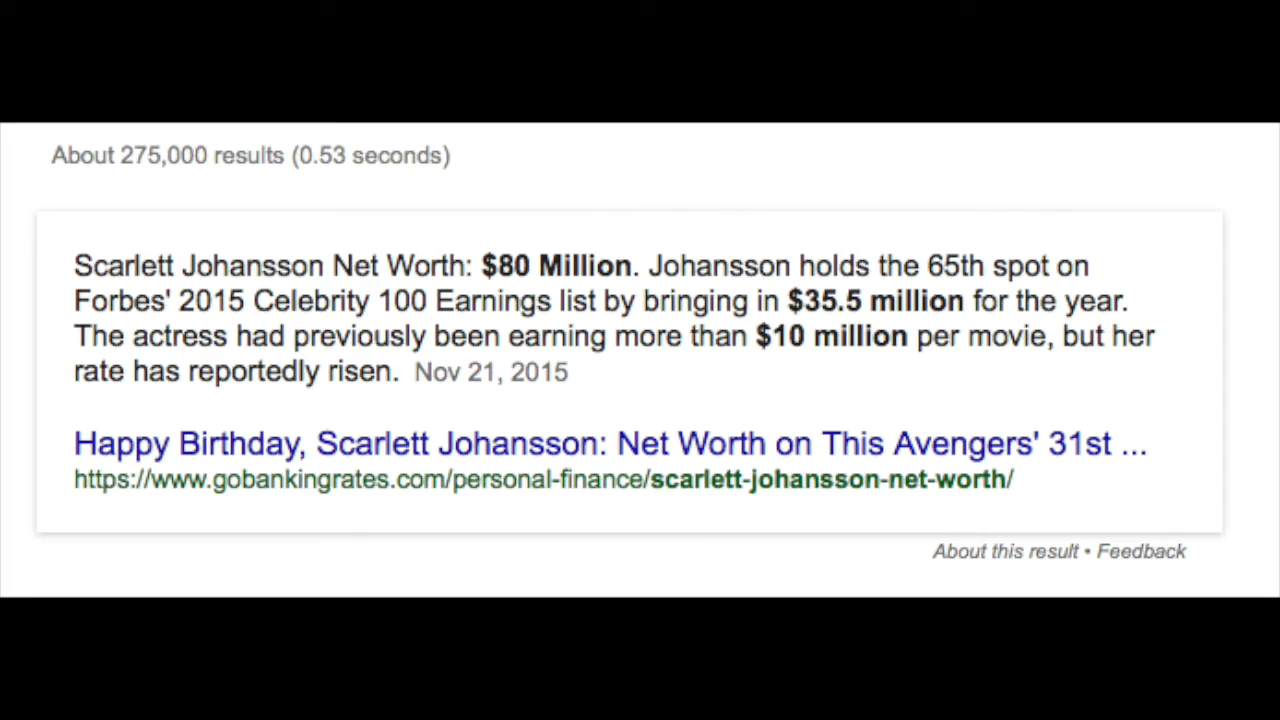 About 275,000 results (0.53 seconds)
Scarlett Johansson Net Worth: $80 Million. Johansson holds the 65th spot on
Forbes' 2015 Celebrity 100 Earnings list by bringing in $35.5 million for the year.
The actress had previously been earning more than $10 million per movie, but her
rate has reportedly risen. Nov 21, 2015
Happy Birthday, Scarlett Johansson: Net Worth on This Avengers' 31st ...
https://www.gobankingrates.com/personal-finance/scarlett-johansson-net-worth/
About this result • Feedback